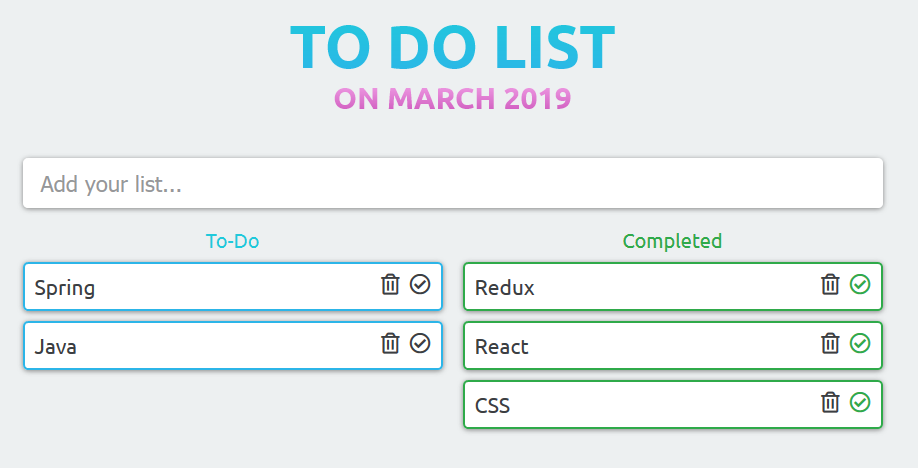 TO DO LIST
ON MARCH 2019
Add your list...
To-Do
Spring
Java
Completed
Redux
React
CSS